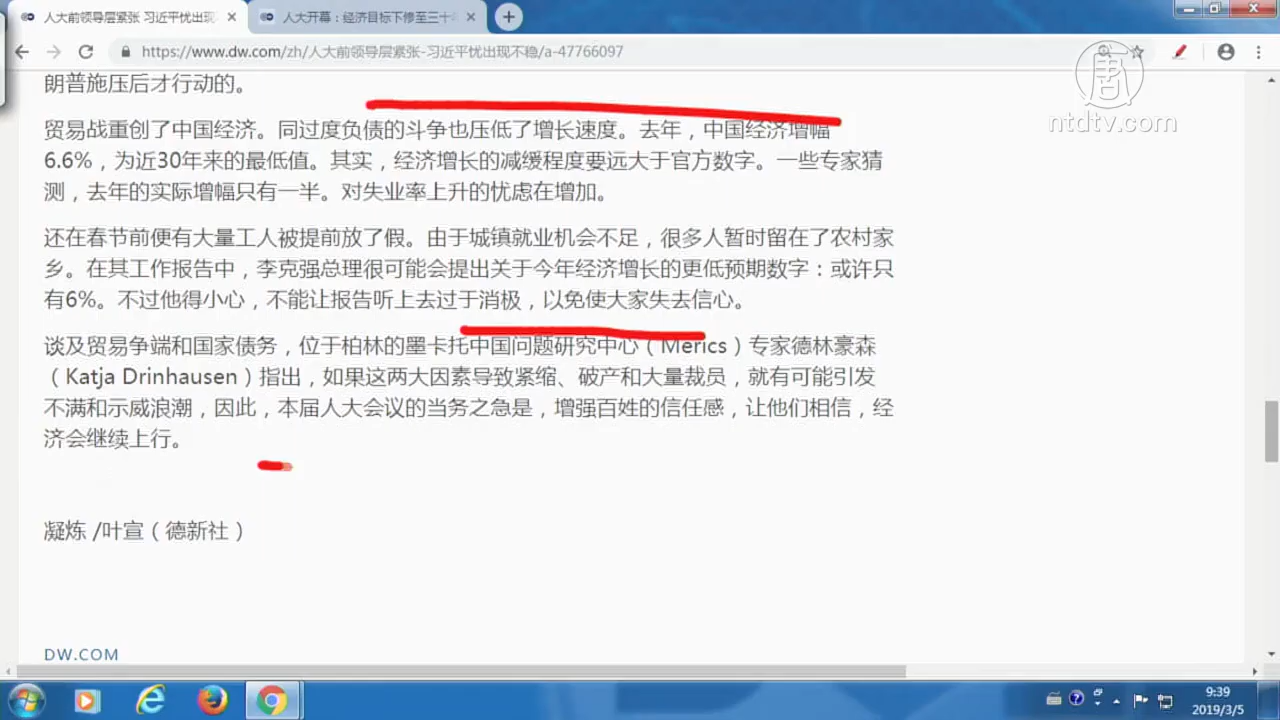 人大前领导层紧张 习近平忧出现
人大开幕：经济目标下修至三十年
https://www.dw.com/zh/人大前领导层紧张-习近平忧出现不稳/a-47766097
唐
ntdtv.com
朗普施压后才行动的。
贸易战重创了中国经济。同过度负债的斗争也压低了增长速度。去年，中国经济增幅
6.6%，为近30年来的最低值。其实，经济增长的减缓程度要远大于官方数字。一些专家猜
测，去年的实际增幅只有一半。对失业率上升的忧虑在增加。
还在春节前便有大量工人被提前放了假。由于城镇就业机会不足，很多人暂时留在了农村家
乡。在其工作报告中，李克强总理很可能会提出关于今年经济增长的更低预期数字：或许只
有6%。不过他得小心，不能让报告听上去过于消极，以免使大家失去信心。
谈及贸易争端和国家债务，位于柏林的墨卡托中国问题研究中心（Merics）专家德林豪森
（Katja Drinhausen）指出，如果这两大因素导致紧缩、破产和大量裁员，就有可能引发
不满和示威浪潮，因此，本届人大会议的当务之急是，增强百姓的信任感，让他们相信，经
济会继续上行。
凝炼 /叶宣（德新社）
DW.COM
9:39
2019/3/5